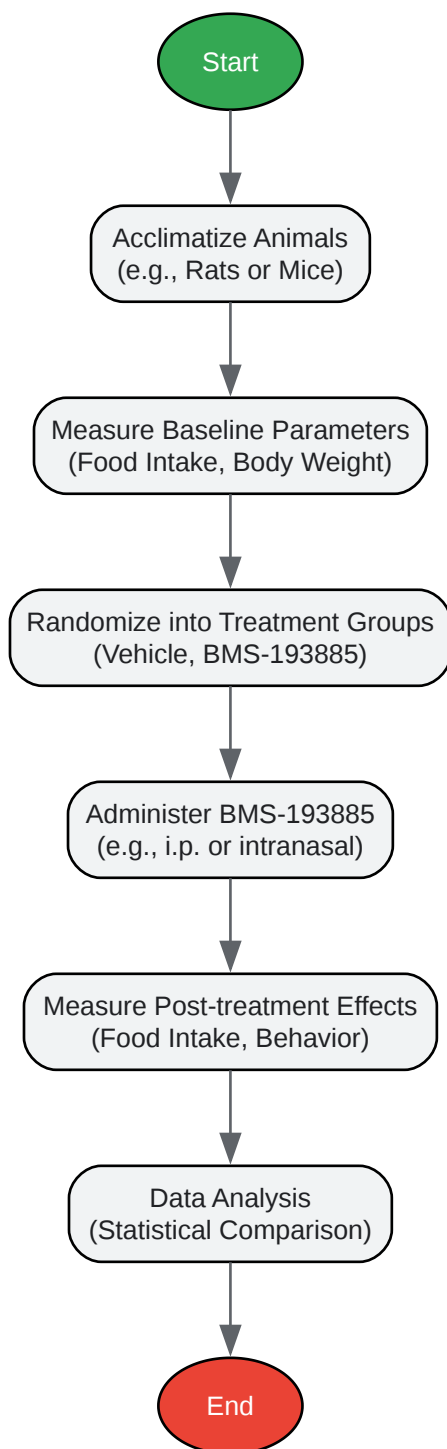 Start
Acclimatize Animals
(e.g., Rats or Mice)
Measure Baseline Parameters
(Food Intake, Body Weight)
Randomize into Treatment Groups
(Vehicle, BMS-193885)
Administer BMS-193885
(e.g., i.p. or intranasal)
Measure Post-treatment Effects
(Food Intake, Behavior)
Data Analysis
(Statistical Comparison)
End